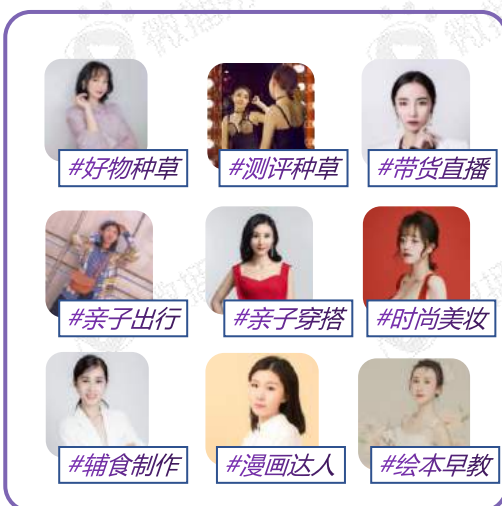 #好物种草
#测评种草
#带货直播
#亲子出行
#亲子穿搭
#时尚美妆
#辅食制作
#漫画达人
#绘本早教